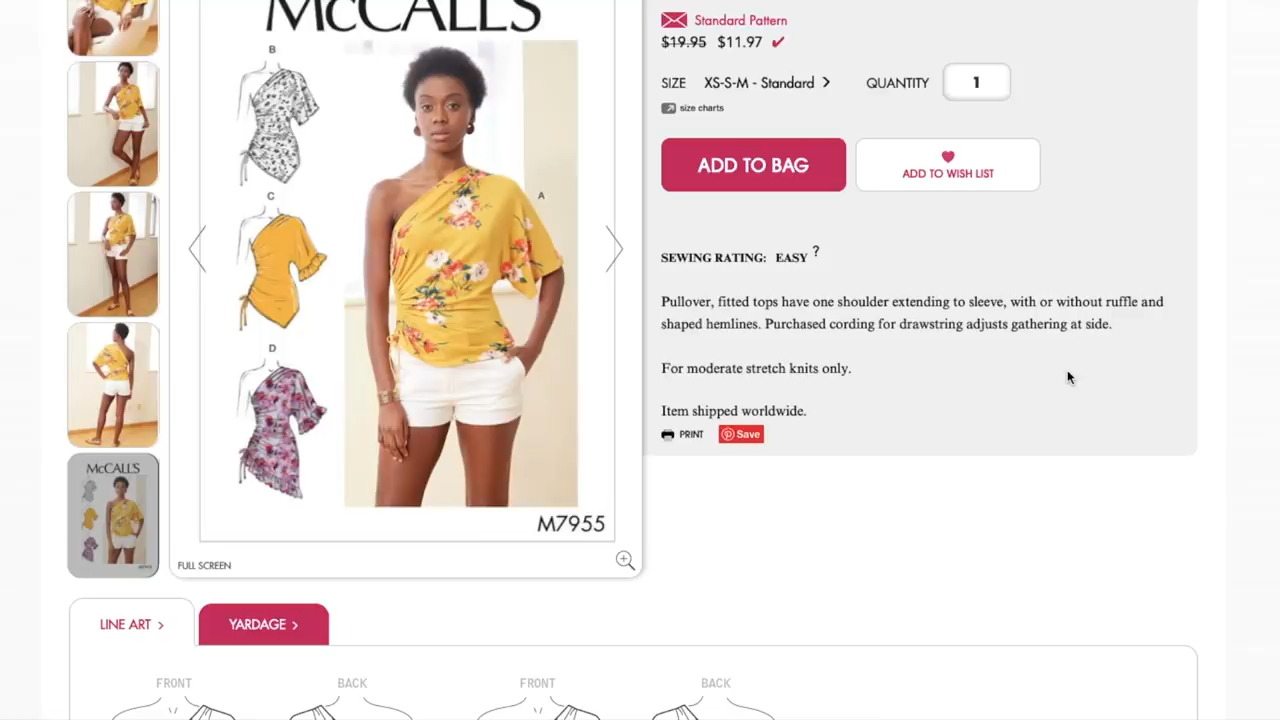 McCALL'S
B
C
A
D
M7955
FULL SCREEN
McCALL'S
Standard Pattern
$19.95 $11.97
SIZE XS-S-M - Standard > QUANTITY 1
size charts
ADD TO BAG
ADD TO WISH LIST
SEWING RATING: EASY ?
Pullover, fitted tops have one shoulder extending to sleeve, with or without ruffle and
shaped hemlines. Purchased cording for drawstring adjusts gathering at side.
For moderate stretch knits only.
Item shipped worldwide.
PRINT Save
LINE ART > YARDAGE >
FRONT BACK FRONT BACK